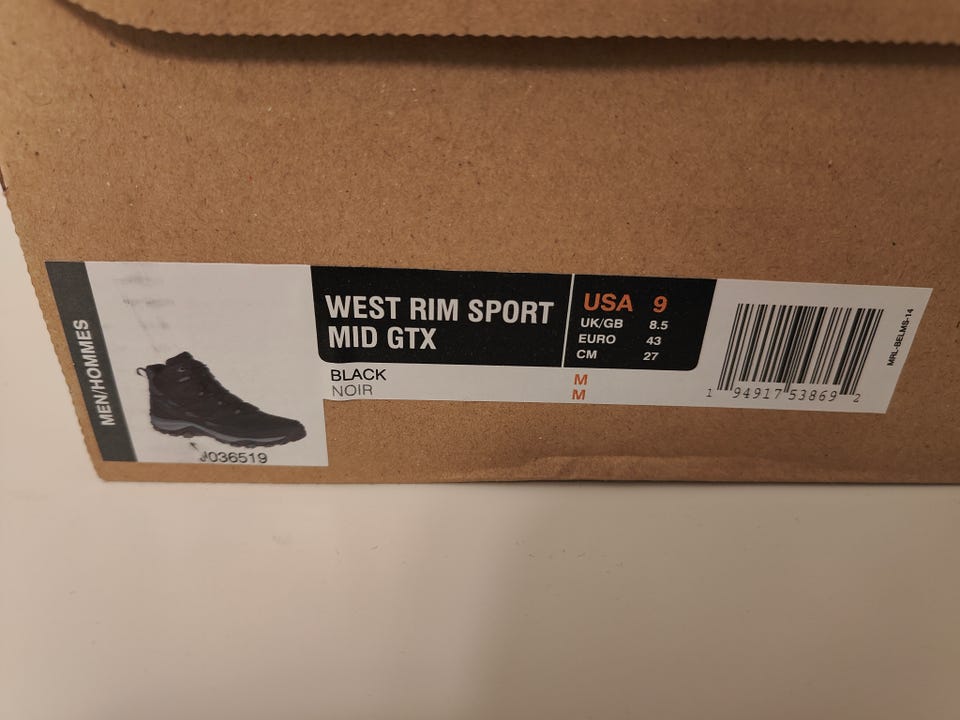 MEN/HOMMES
J036519
WEST RIM SPORT
MID GTX
BLACK
NOIR
USA 9
UK/GB 8.5
EURO 43
CM 27
M
M
1 94917 53869 2
MRL-BELMS-14